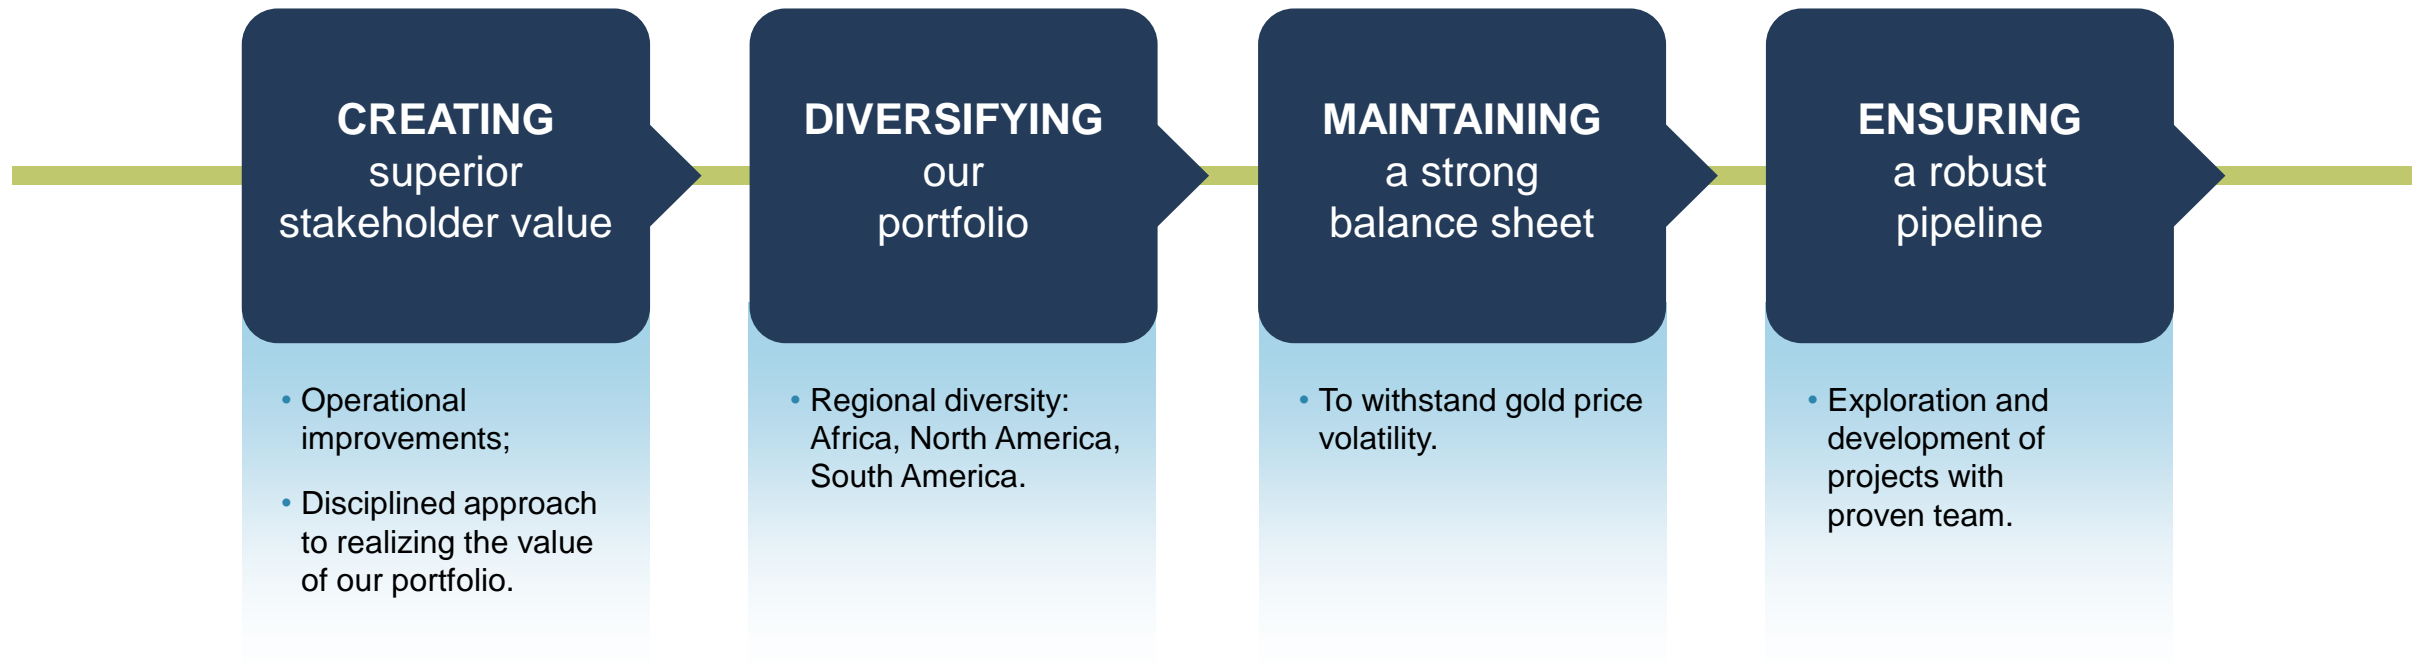 CREATING
superior
stakeholder value
• Operational
improvements;
• Disciplined approach
to realizing the value
of our portfolio.
DIVERSIFYING
our
portfolio
• Regional diversity:
Africa, North America,
South America.
MAINTAINING
a strong
balance sheet
• To withstand gold price
volatility.
ENSURING
a robust
pipeline
• Exploration and
development of
projects with
proven team.